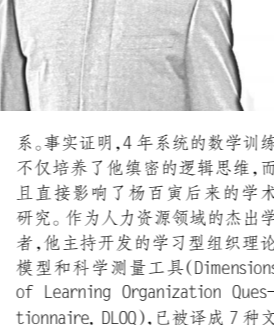 系。事实证明,4年系统的数学训练
不仅培养了他缜密的逻辑思维,而
且直接影响了杨百寅后来的学术
研究。作为人力资源领域的杰出学
者,他主持开发的学习型组织理论
模型和科学测量工具(Dimensions
of Learning Organization Ques-
tionnaire, DLOQ),已被译成7种文